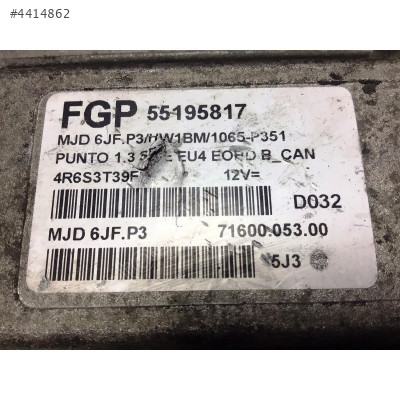 #4414862
FGP 55195817
MJD 6JF.P3/HW1BM/1065-P351
PUNTO 1.3 EU4 EOBD B_CAN
4R6S3T39F 12V=
D032
MJD 6JF.P3 71600.053.00
5J3